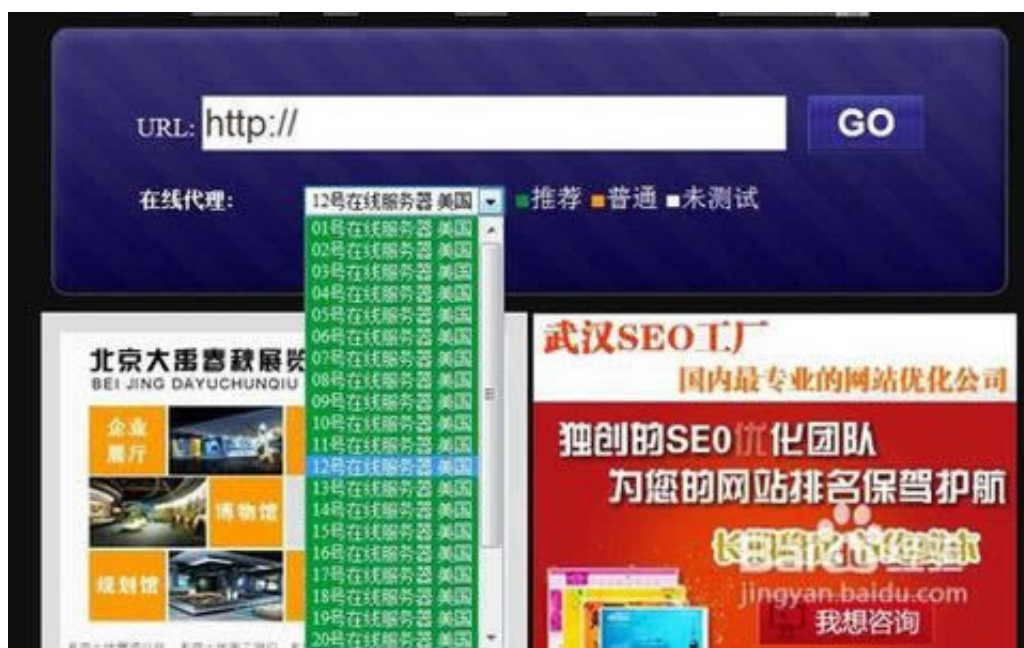 URL: http:// GO
在线代理: 12号在线服务器 美国 推荐 普通 未测试
01号在线服务器 美国
02号在线服务器 美国
03号在线服务器 美国
04号在线服务器 美国
05号在线服务器 美国
06号在线服务器 美国
07号在线服务器 美国
08号在线服务器 美国
09号在线服务器 美国
10号在线服务器 美国
11号在线服务器 美国
12号在线服务器 美国
13号在线服务器 美国
14号在线服务器 美国
15号在线服务器 美国
16号在线服务器 美国
17号在线服务器 美国
18号在线服务器 美国
19号在线服务器 美国
20号在线服务器 美国
北京大禹春秋展览
BEI JING DAYUCHUNQIU
企业
展厅
博物馆
规划馆
武汉SEO工厂
国内最专业的网站优化公司
独创的SEO优化团队
为您的网站排名保驾护航
Baidu 经验
jingyan.baidu.com
我想咨询